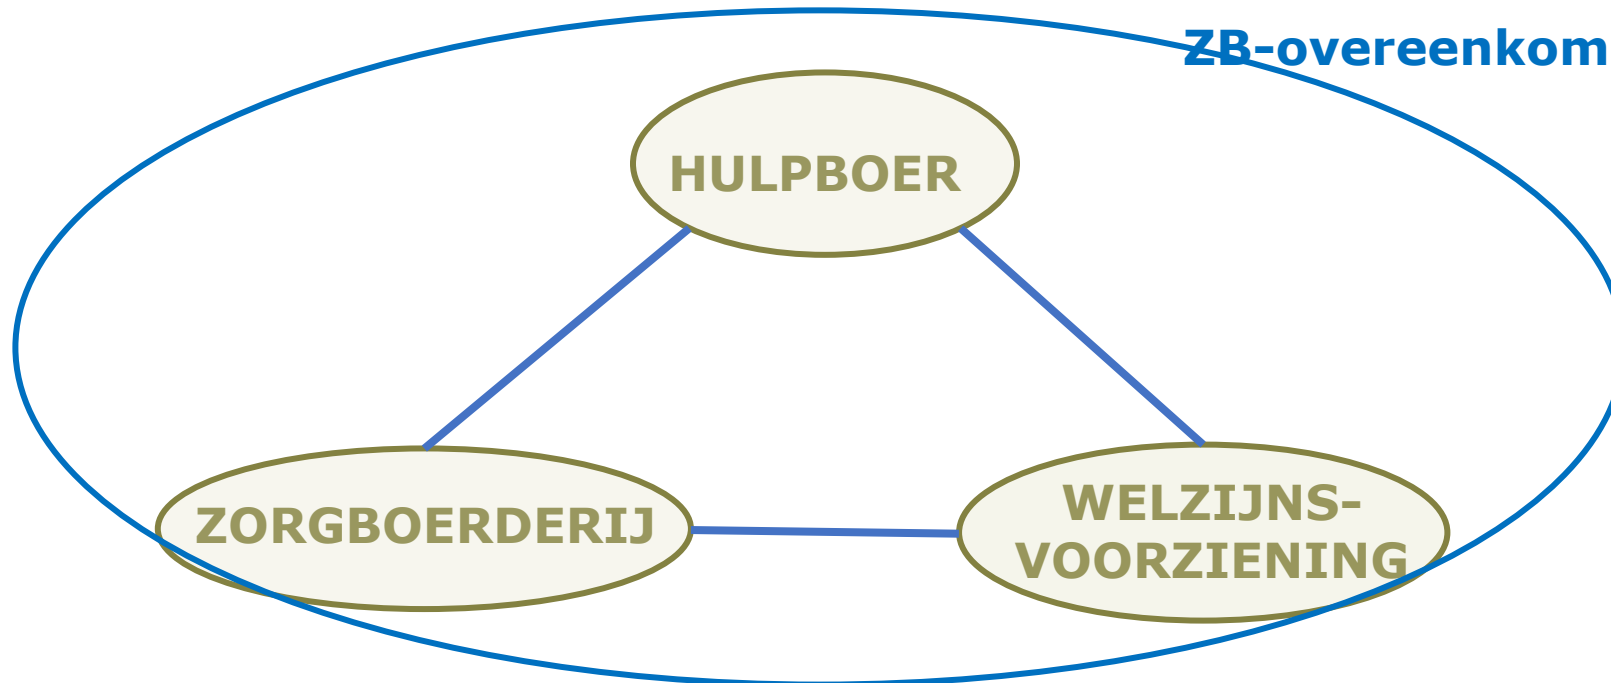 ZB-overeenkom
HULPBOER
ZORGBOERDERIJ
WELZIJNS-
VOORZIENING